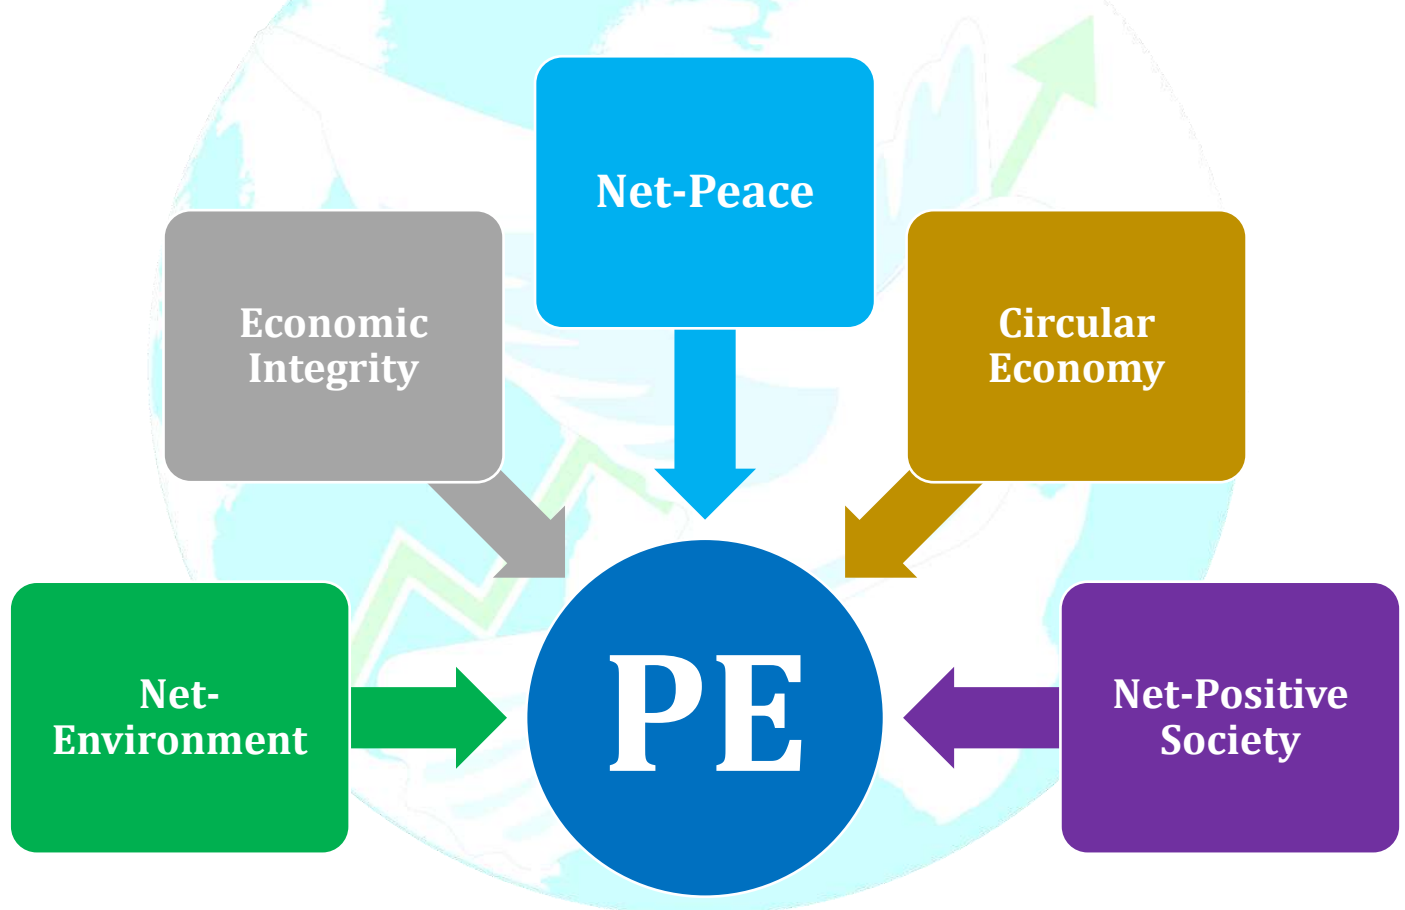 Net-Peace
Economic
Integrity
Circular
Economy
Net-
Environment
PE
Net-Positive
Society